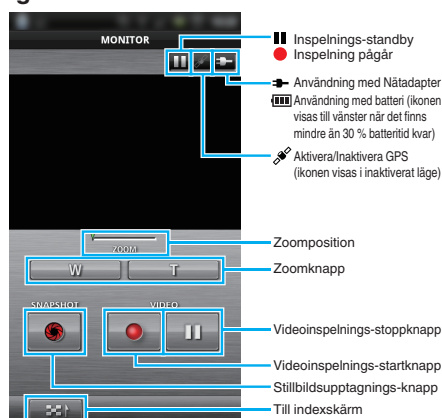 MONITOR
Inspelnings-standby
Inspelning pågår
Användning med Nätadapter
Användning med batteri (ikonen
visas till vänster när det finns
mindre än 30 % batteritid kvar)
Aktivera/Inaktivera GPS
(ikonen visas i inaktiverat läge)
Zoomposition
ZOOM
Zoomknapp
W
T
SNAPSHOT
VIDEO
Videoinspelnings-stoppknapp
Videoinspelnings-startknapp
Stillbildsupptagnings-knapp
Till indexskärm